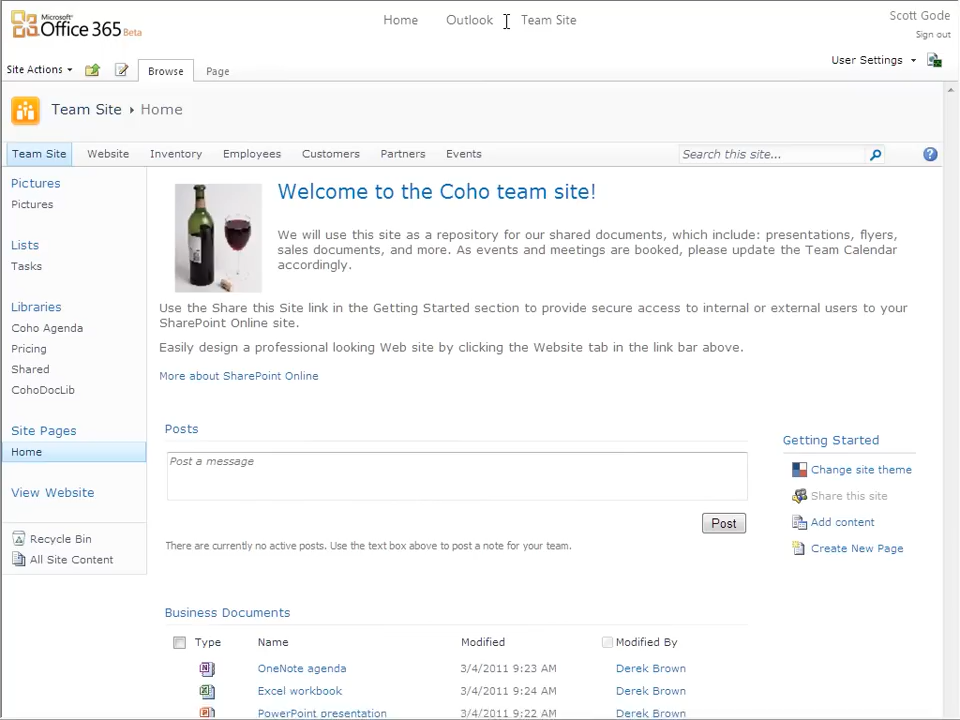 Microsoft
Office 365 Beta
Home Outlook Team Site
Scott Gode
Sign out
Site Actions Browse Page
User Settings
Team Site Home
Team Site Website Inventory Employees Customers Partners Events
Search this site...
Pictures
Pictures
Lists
Tasks
Libraries
Coho Agenda
Pricing
Shared
CohoDocLib
Site Pages
Home
View Website
Recycle Bin
All Site Content
Welcome to the Coho team site!
We will use this site as a repository for our shared documents, which include: presentations, flyers,
sales documents, and more. As events and meetings are booked, please update the Team Calendar
accordingly.
Use the Share this Site link in the Getting Started section to provide secure access to internal or external users to your
SharePoint Online site.
Easily design a professional looking Web site by clicking the Website tab in the link bar above.
More about SharePoint Online
Posts
Post a message
Post
There are currently no active posts. Use the text box above to post a note for your team.
Getting Started
Change site theme
Share this site
Add content
Create New Page
Business Documents
Type Name Modified Modified By
OneNote agenda 3/4/2011 9:23 AM Derek Brown
Excel workbook 3/4/2011 9:24 AM Derek Brown
PowerPoint presentation 3/4/2011 9:22 AM Derek Brown